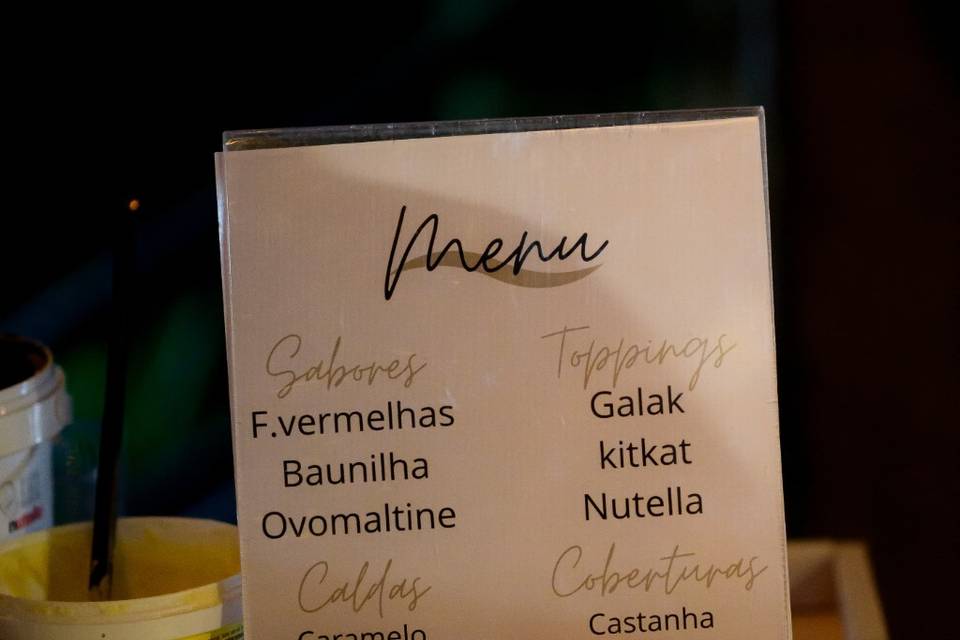 Menu
Sabores
F.vermelhas
Baunilha
Ovomaltine
Toppings
Galak
kitkat
Nutella
Caldas
Caramelo
Coberturas
Castanha